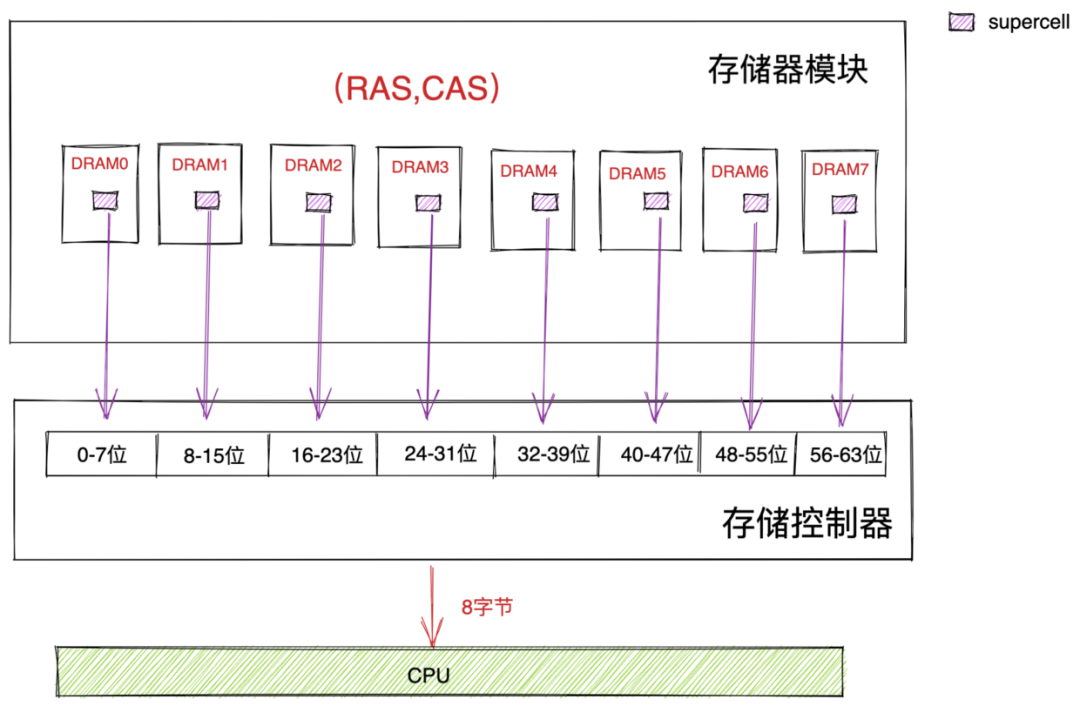 supercell
存储器模块
(RAS,CAS)
DRAM0 DRAM1 DRAM2 DRAM3 DRAM4 DRAM5 DRAM6 DRAM7
0-7位 8-15位 16-23位 24-31位 32-39位 40-47位 48-55位 56-63位
存储控制器
8字节
CPU